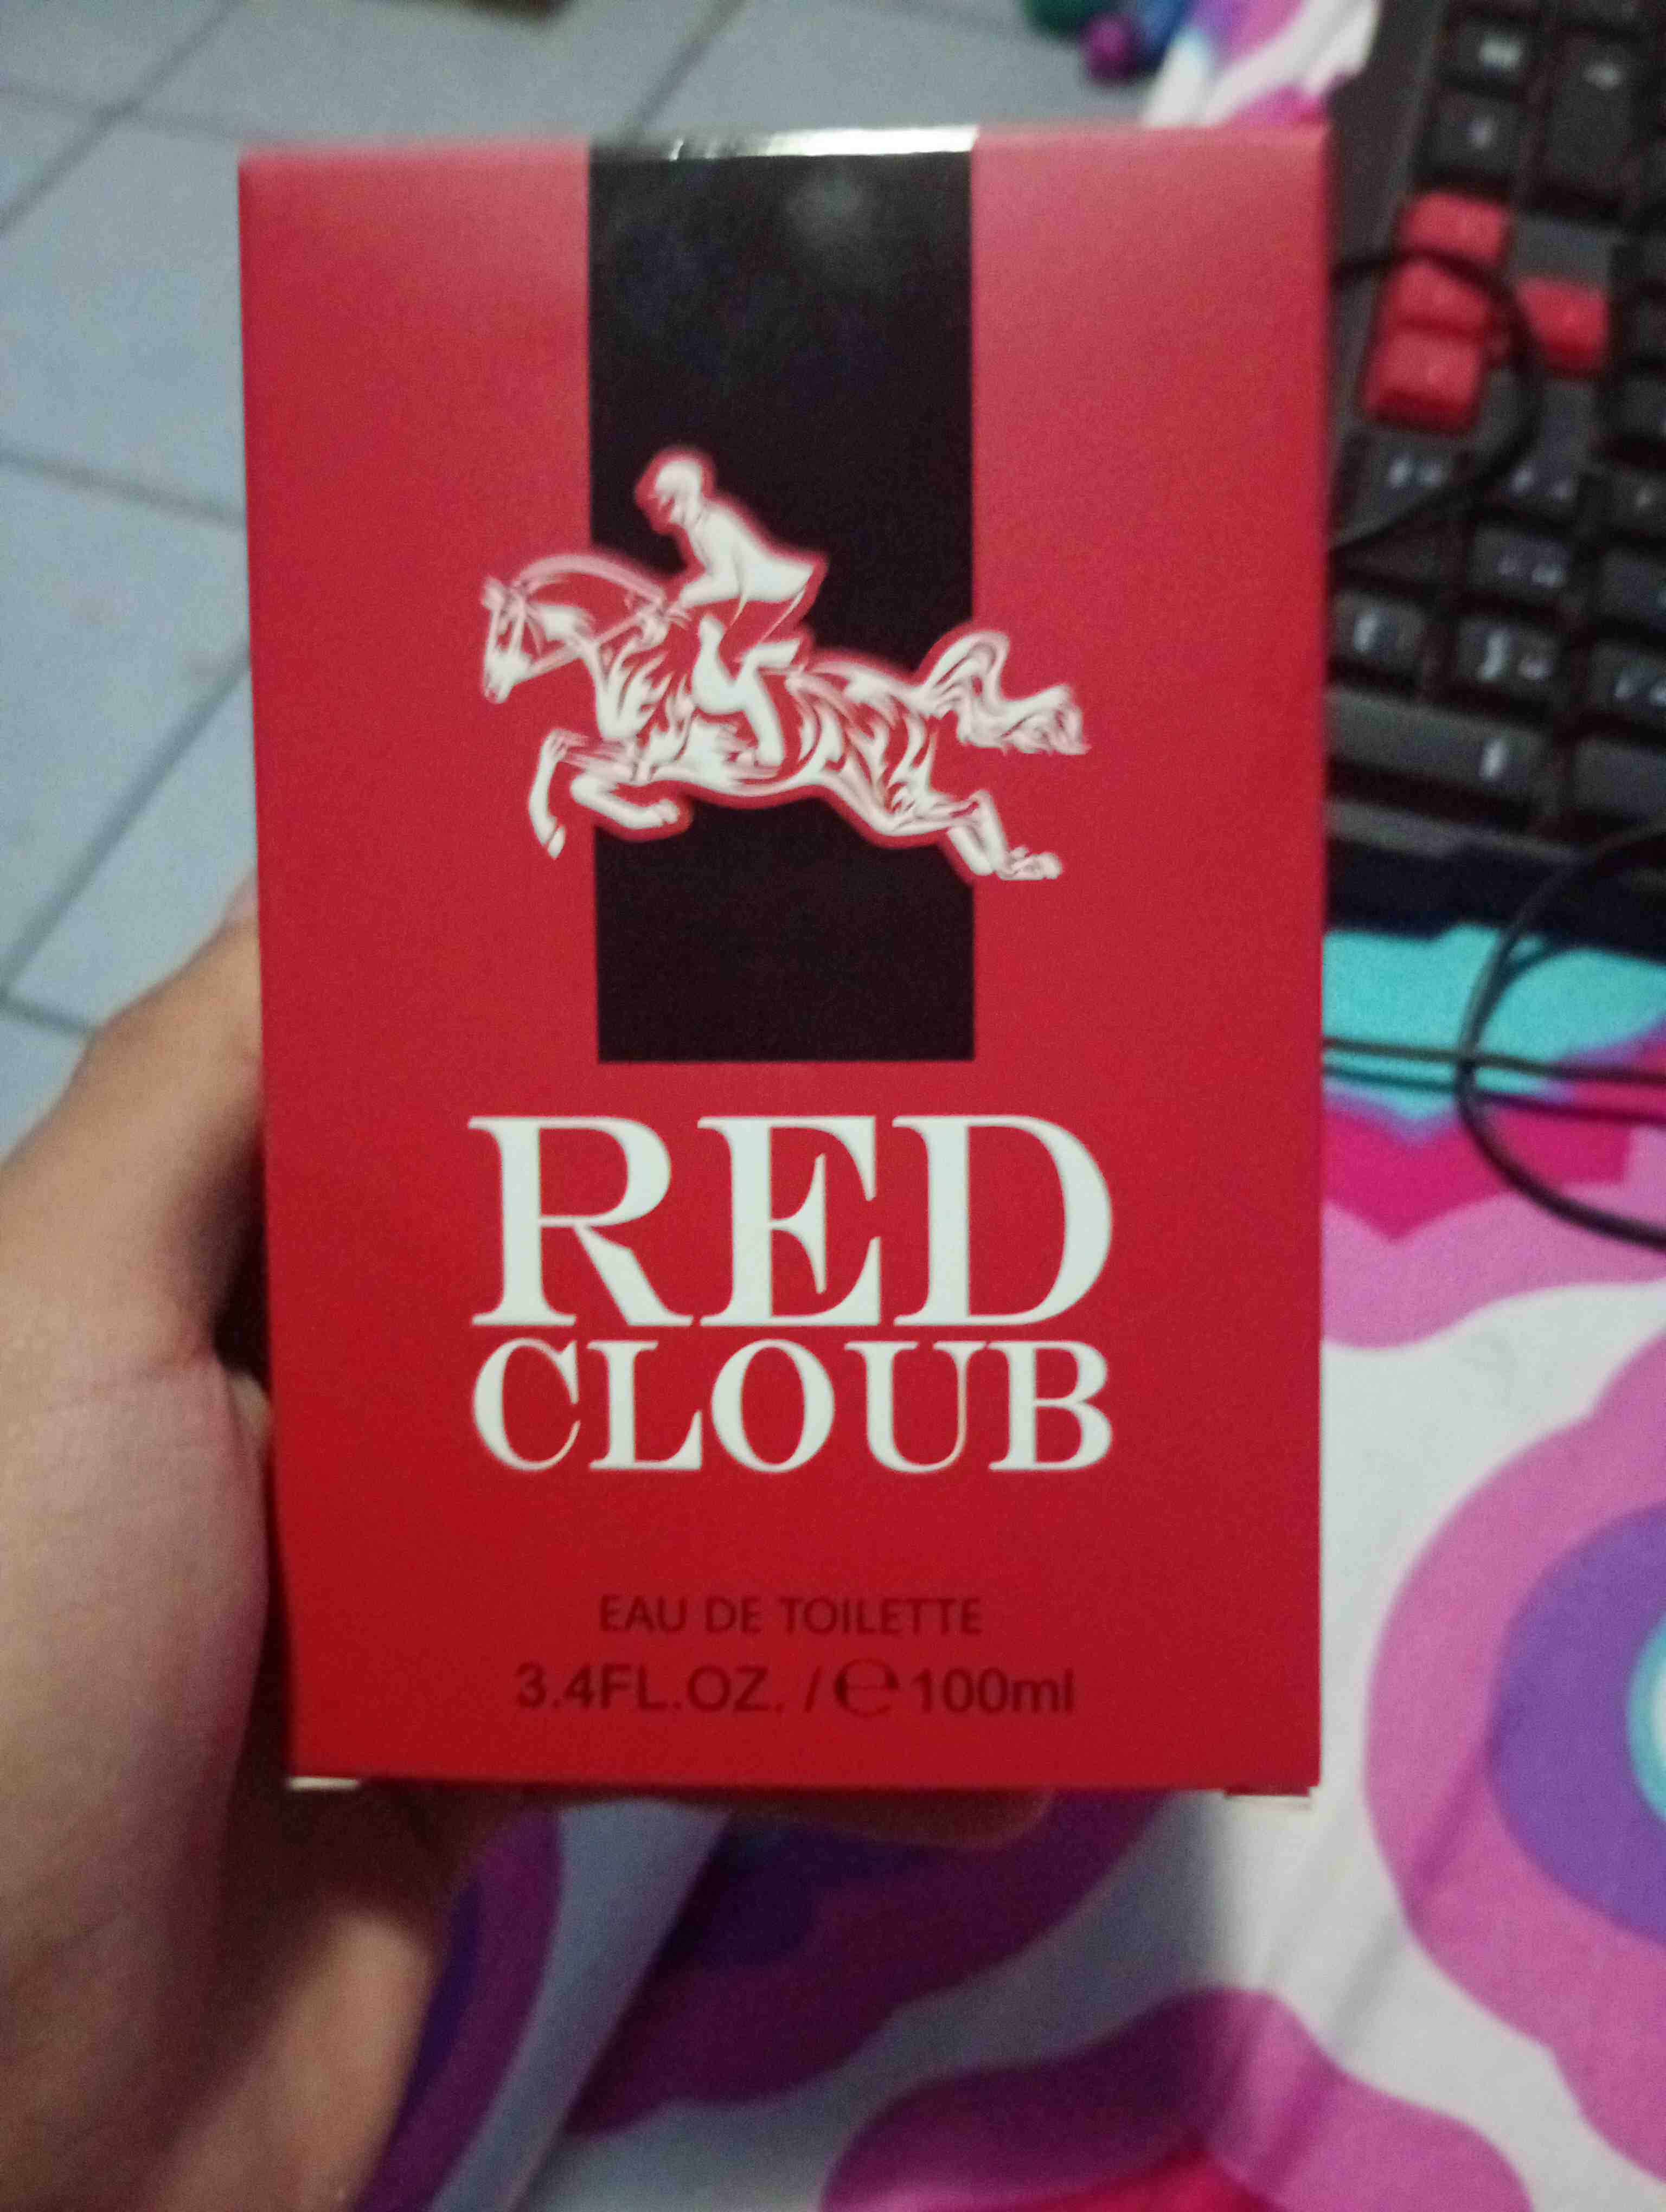 RED
CLOUB
EAU DE TOILETTE
3.4FL.OZ. / ℮ 100ml